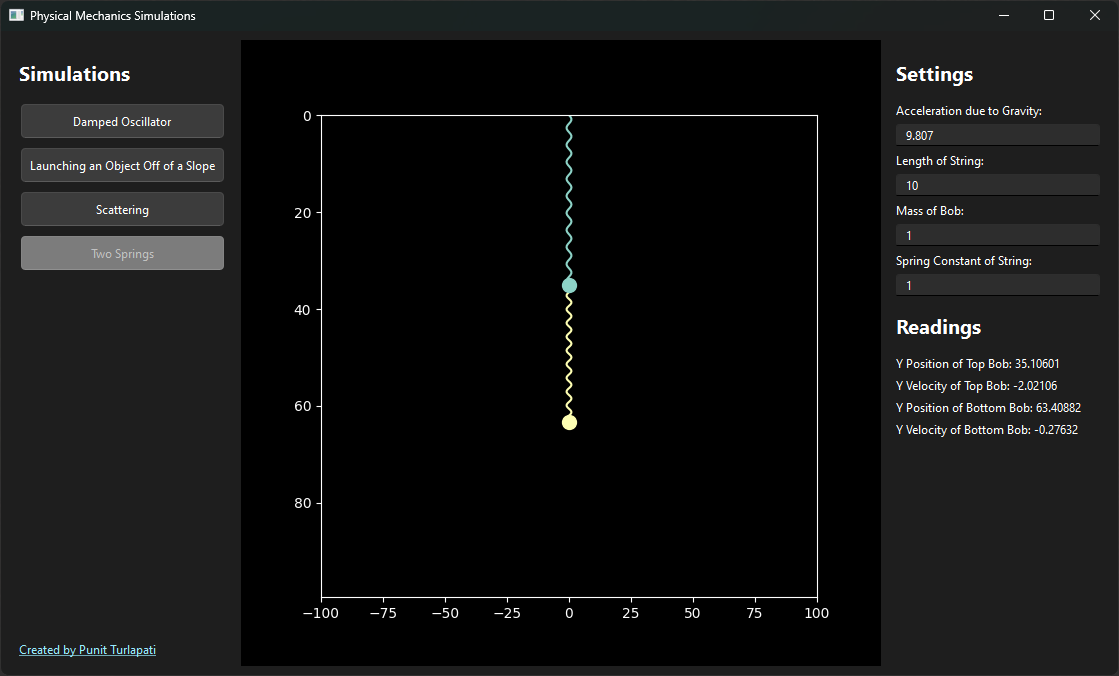 Physical Mechanics Simulations
Simulations
Damped Oscillator
Launching an Object Off of a Slope
Scattering
Two Springs
Created by Punit Turlapati
0
20
40
60
80
−100
−75
−50
−25
0
25
50
75
100
Settings
Acceleration due to Gravity:
9.807
Length of String:
10
Mass of Bob:
1
Spring Constant of String:
1
Readings
Y Position of Top Bob: 35.10601
Y Velocity of Top Bob: -2.02106
Y Position of Bottom Bob: 63.40882
Y Velocity of Bottom Bob: -0.27632